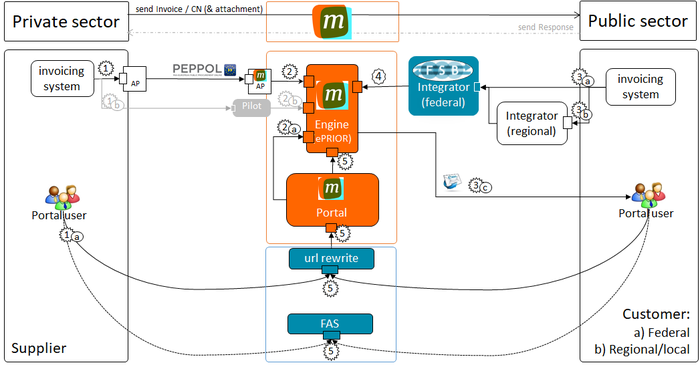 Private sector
send Invoice / CN (& attachment)
m
send Response
Public sector
invoicing
system
1
AP
PEPPOL
m
AP
2
m
4
FSB
Integrator
(federal)
3
a
invoicing
system
1
b
Pilot
2
b
Engine
(ePRIOR)
2
a
Integrator
(regional)
3
b
5
m
Portal
3
c
Portal user
Portal user
1
a
5
url rewrite
5
FAS
5
Supplier
Customer:
a) Federal
b) Regional/local